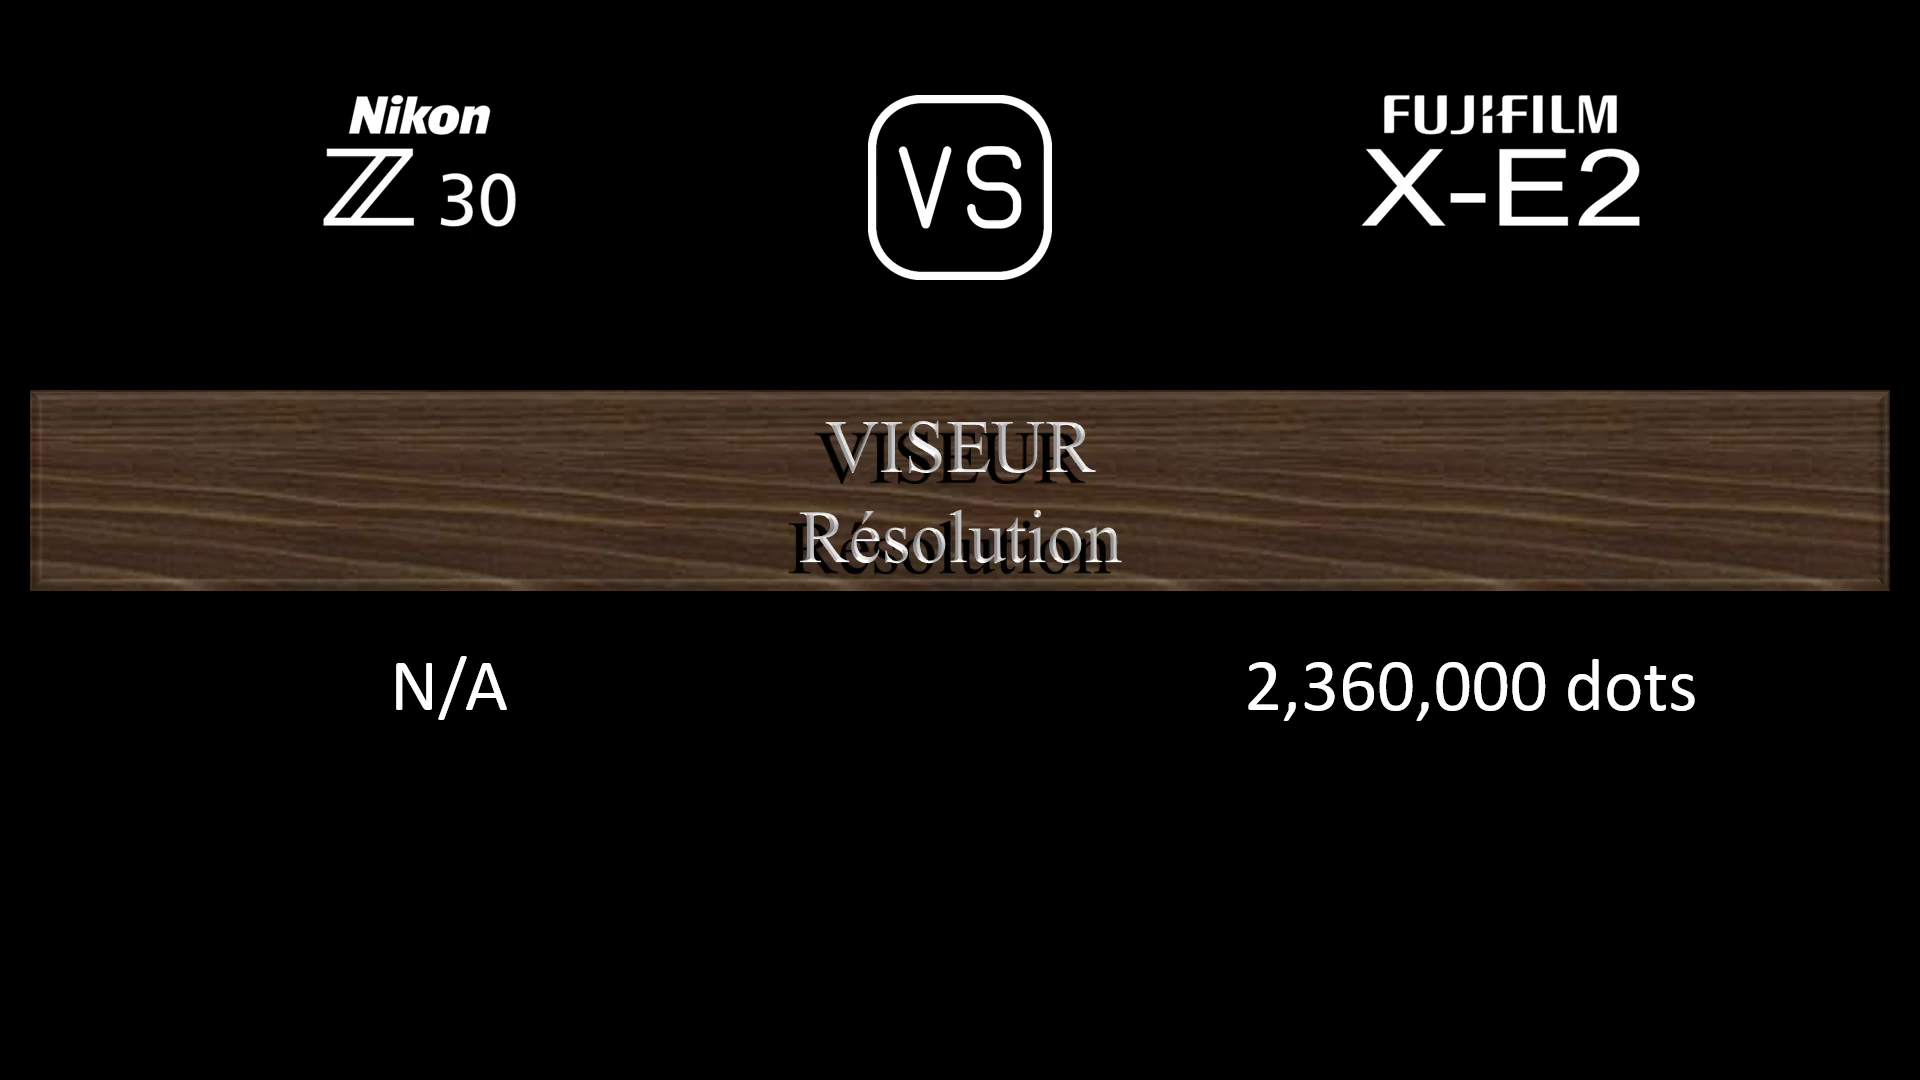 Nikon
Z 30
VS
FUJIFILM
X-E2
VISEUR
Résolution
N/A
2,360,000 dots